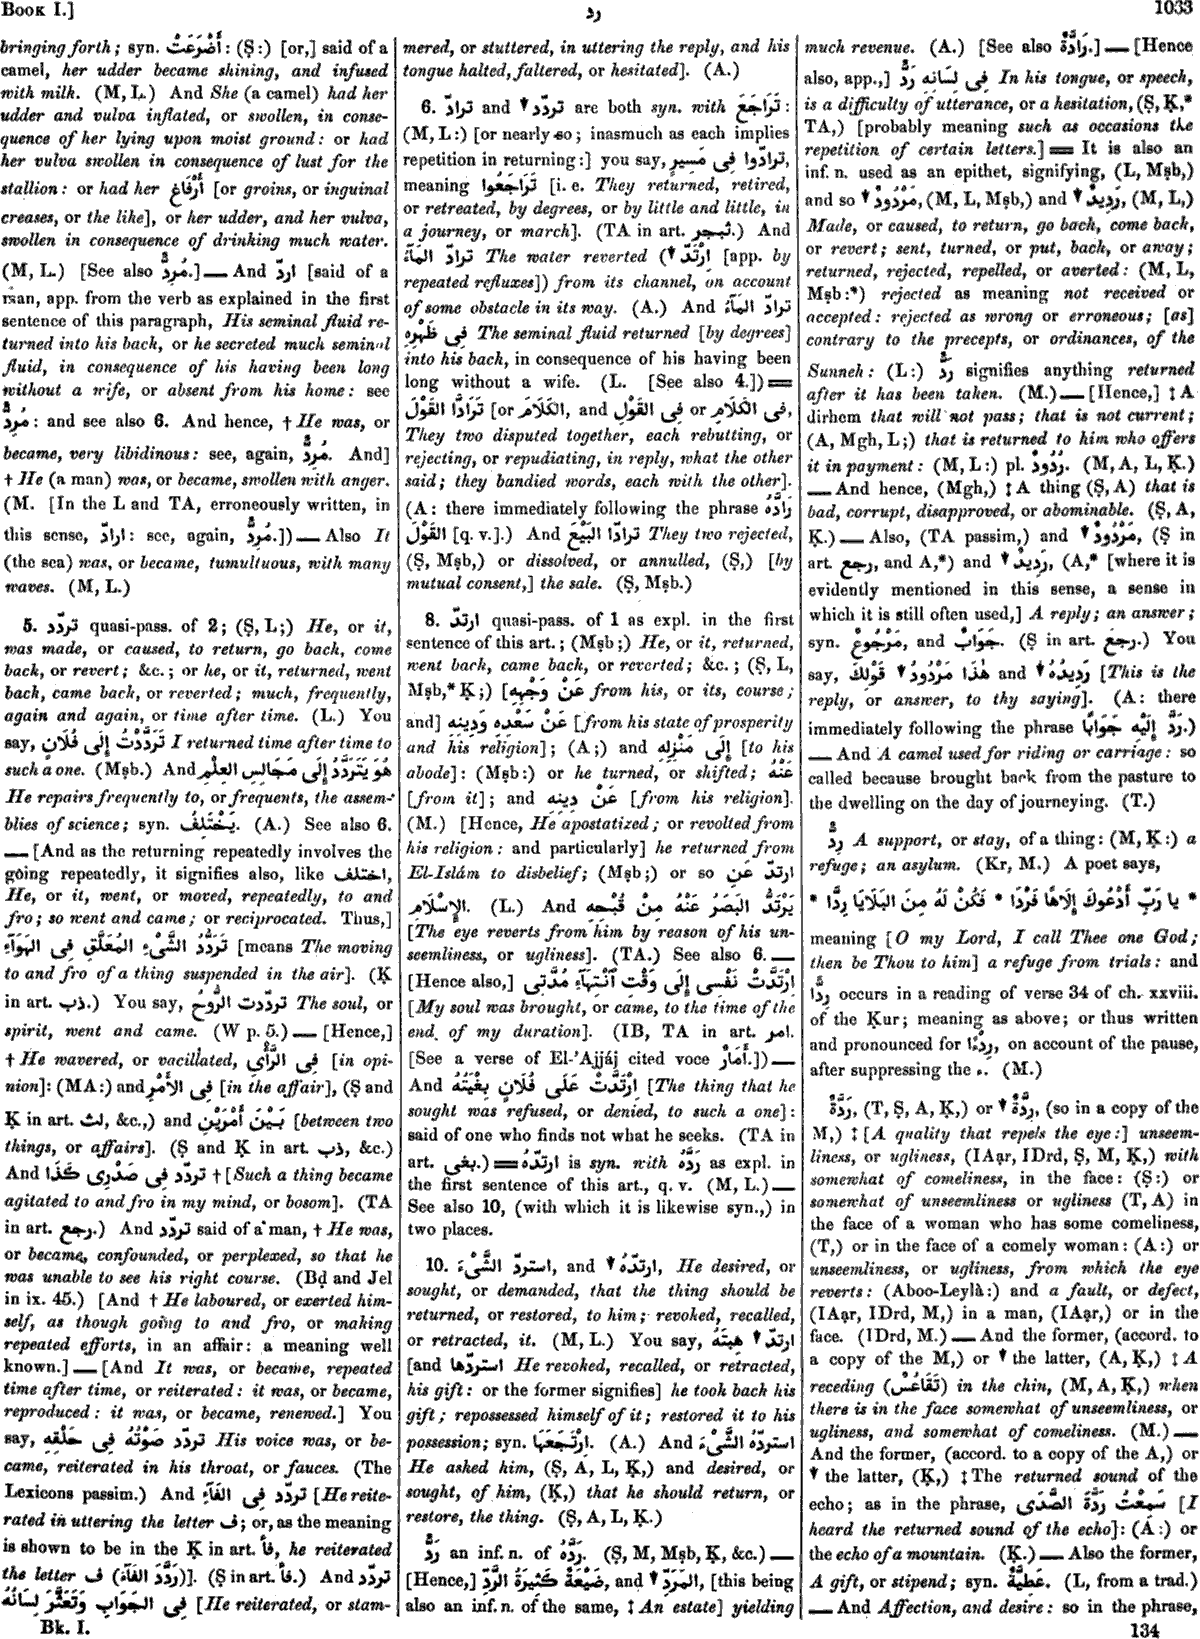 BOOK I.]
رد
1033
bringing forth; syn. أَضْرَعَتْ: (Ṣ:) [or,] said of a
camel, her udder became shining, and infused
with milk. (M, L.) And She (a camel) had her
udder and vulva inflated, or swollen, in conse-
quence of her lying upon moist ground: or had
her vulva swollen in consequence of lust for the
stallion: or had her أَرْفَاغ [or groins, or inguinal
creases, or the like], or her udder, and her vulva,
swollen in consequence of drinking much water.
(M, L.) [See also مُرِدٌّ.] — And اردّ [said of a
man, app. from the verb as explained in the first
sentence of this paragraph, His seminal fluid re-
turned into his back, or he secreted much seminal
fluid, in consequence of his having been long
without a wife, or absent from his home: see
مُرِدٌّ: and see also 6. And hence, † He was, or
became, very libidinous: see, again, مُرِدٌّ. And]
† He (a man) was, or became, swollen with anger.
(M. [In the L and TA, erroneously written, in
this sense, ارادّ: see, again, مُرِدٌّ.]) — Also It
(the sea) was, or became, tumultuous, with many
waves. (M, L.)
5. تردّد quasi-pass. of 2; (Ṣ, L;) He, or it,
was made, or caused, to return, go back, come
back, or revert; &c.; or he, or it, returned, went
back, came back, or reverted; much, frequently,
again and again, or time after time. (L.) You
say, تَرَدَّدْتُ إِلَى فُلَانٍ I returned time after time to
such a one. (Mṣb.) And هُوَ يَتَرَدَّدُ إِلَى مَجَالِسِ العِلْمِ
He repairs frequently to, or frequents, the assem-
blies of science; syn. يَخْتَلِفُ. (A.) See also 6.
— [And as the returning repeatedly involves the
going repeatedly, it signifies also, like اختلف,
He, or it, went, or moved, repeatedly, to and
fro; so went and came; or reciprocated. Thus,]
تَرَدُّدُ الشَّىْءِ المُعَلَّقِ فِى الهَوَآءِ [means The moving
to and fro of a thing suspended in the air]. (Ḳ
in art. ذب.) You say, تردّدت الرُّوحُ The soul, or
spirit, went and came. (W p. 5.) — [Hence,]
† He wavered, or vacillated, فِى الرَّأْىِ [in opi-
nion]: (MA:) and فِى الأَمْرِ [in the affair], (Ṣ and
Ḳ in art. لث, &c.,) and بَيْنَ أَمْرَيْنِ [between two
things, or affairs]. (Ṣ and Ḳ in art. ذب, &c.)
And تردّد فِى صَدْرِى كَذَا † [Such a thing became
agitated to and fro in my mind, or bosom]. (TA
in art. رجع.) And تردّد said of a man, † He was,
or became, confounded, or perplexed, so that he
was unable to see his right course. (Bḍ and Jel
in ix. 45.) [And † He laboured, or exerted him-
self, as though going to and fro, or making
repeated efforts, in an affair: a meaning well
known.] — [And It was, or became, repeated
time after time, or reiterated: it was, or became,
reproduced: it was, or became, renewed.] You
say, تردّد صَوْتُهُ فِى حَلْقِهِ His voice was, or be-
came, reiterated in his throat, or fauces. (The
Lexicons passim.) And تردّد فِى الفَآءِ [He reite-
rated in uttering the letter ف; or, as the meaning
is shown to be in the Ḳ in art. فأ, he reiterated
the letter ف (رَدَّدَ الفَآءَ)]. (Ṣ in art. فأ.) And تردّد
فِى الجَوَابِ وَتَعَثَّرَ لِسَانُهُ [He reiterated, or stam-
mered, or stuttered, in uttering the reply, and his
tongue halted, faltered, or hesitated]. (A.)
6. ترادّ and ▼ تردّد are both syn. with تَرَاجَعَ:
(M, L:) [or nearly so; inasmuch as each implies
repetition in returning:] you say, ترادّوا فِى مَسِيرٍ,
meaning تَرَاجَعُوا [i. e. They returned, retired,
or retreated, by degrees, or by little and little, in
a journey, or march]. (TA in art. ثبجر.) And
ترادّ المَآءُ The water reverted (▼ اِرْتَدَّ [app. by
repeated refluxes]) from its channel, on account
of some obstacle in its way. (A.) And ترادّ المَآءُ
فِى ظَهْرِهِ The seminal fluid returned [by degrees]
into his back, in consequence of his having been
long without a wife. (L. [See also 4.]) ==
تَرَادَّا القَوْلَ [or الكَلَامَ, and فِى القَوْلِ or فِى الكَلَامِ,
They two disputed together, each rebutting, or
rejecting, or repudiating, in reply, what the other
said; they bandied words, each with the other].
(A: there immediately following the phrase رَادَّهُ
القَوْلَ [q. v.].) And ترادّا البَيْعَ They two rejected,
(Ṣ, Mṣb,) or dissolved, or annulled, (Ṣ,) [by
mutual consent,] the sale. (Ṣ, Mṣb.)
8. ارتدّ quasi-pass. of 1 as expl. in the first
sentence of this art.; (Mṣb;) He, or it, returned,
went back, came back, or reverted; &c.; (Ṣ, L,
Mṣb,* Ḳ;) [عَنْ وَجْهِهِ from his, or its, course;
and] عَنْ سَعْدِهِ وَدِينِهِ [from his state of prosperity
and his religion]; (A;) and إِلَى مَنْزِلِهِ [to his
abode]: (Mṣb:) or he turned, or shifted; عَنْهُ
[from it]; and عَنْ دِينِهِ [from his religion].
(M.) [Hence, He apostatized; or revolted from
his religion: and particularly] he returned from
El-Islám to disbelief; (Mṣb;) or so ارتدّ عَنِ
الإِسْلَامِ. (L.) And يَرْتَدُّ البَصَرُ عَنْهُ مِنْ قُبْحِهِ
[The eye reverts from him by reason of his un-
seemliness, or ugliness]. (TA.) See also 6. —
[Hence also,] اِرْتَدَّتْ نَفْسِى إِلَى وَقْتِ ٱنْتِهَآءِ مُدَّتِى
[My soul was brought, or came, to the time of the
end of my duration]. (IB, TA in art. امر.
[See a verse of El-'Ajjáj cited voce أَمَارٌ.]) —
And اِرْتَدَّتْ عَلَى فُلَانٍ بِغْيَتُهُ [The thing that he
sought was refused, or denied, to such a one]:
said of one who finds not what he seeks. (TA in
art. بغى.) == ارتدّهُ is syn. with رَدَّهُ as expl. in
the first sentence of this art., q. v. (M, L.) —
See also 10, (with which it is likewise syn.,) in
two places.
10. استردّ الشَّىْءَ, and ▼ ارتدّهُ, He desired, or
sought, or demanded, that the thing should be
returned, or restored, to him; revoked, recalled,
or retracted, it. (M, L.) You say, ارتدّ ▼ هِبَتَهُ
[and استردّها He revoked, recalled, or retracted,
his gift: or the former signifies] he took back his
gift; repossessed himself of it; restored it to his
possession; syn. اِرْتَجَعَهَا. (A.) And استردّهُ الشَّىْءَ
He asked him, (Ṣ, A, L, Ḳ,) and desired, or
sought, of him, (Ḳ,) that he should return, or
restore, the thing. (Ṣ, A, L, Ḳ.)
رَدٌّ an inf. n. of رَدَّهُ. (Ṣ, M, Mṣb, Ḳ, &c.) —
[Hence,] ضَيْعَةٌ كَثِيرَةُ الرَّدِّ, and ▼ المَرَدِّ, [this being
also an inf. n. of the same, ‡ An estate] yielding
much revenue. (A.) [See also رَادَّةٌ.] — [Hence
also, app.,] فِى لِسَانِهِ رَدٌّ In his tongue, or speech,
is a difficulty of utterance, or a hesitation, (Ṣ, Ḳ,*
TA,) [probably meaning such as occasions the
repetition of certain letters.] == It is also an
inf. n. used as an epithet, signifying, (L, Mṣb,)
and so ▼ مَرْدُودٌ, (M, L, Mṣb,) and ▼ رَدِيدٌ, (M, L,)
Made, or caused, to return, go back, come back,
or revert; sent, turned, or put, back, or away;
returned, rejected, repelled, or averted: (M, L,
Mṣb:*) rejected as meaning not received or
accepted: rejected as wrong or erroneous; [as]
contrary to the precepts, or ordinances, of the
Sunneh: (L:) رَدٌّ signifies anything returned
after it has been taken. (M.) — [Hence,] ‡ A
dirhem that will not pass; that is not current;
(A, Mgh, L;) that is returned to him who offers
it in payment: (M, L:) pl. رُدُودٌ. (M, A, L, Ḳ.)
— And hence, (Mgh,) ‡ A thing (Ṣ, A) that is
bad, corrupt, disapproved, or abominable. (Ṣ, A,
Ḳ.) — Also, (TA passim,) and ▼ مَرْدُودٌ, (Ṣ in
art. رجع, and A,*) and ▼ رَدِيدٌ, (A,* [where it is
evidently mentioned in this sense, a sense in
which it is still often used,] A reply; an answer;
syn. مَرْجُوعٌ, and جَوَابٌ. (Ṣ in art. رجع.) You
say, هٰذَا مَرْدُودُ ▼ قَوْلِكَ and ▼ رَدِيدُهُ [This is the
reply, or answer, to thy saying]. (A: there
immediately following the phrase رَدَّ إِلَيْهِ جَوَابًا.)
— And A camel used for riding or carriage: so
called because brought back from the pasture to
the dwelling on the day of journeying. (T.)
رِدٌّ A support, or stay, of a thing: (M, Ḳ:) a
refuge; an asylum. (Kr, M.) A poet says,
* يا رَبِّ أَدْعُوكَ إِلَاهًا فَرْدَا * فَكُنْ لَهُ مِنَ البَلَايَا رِدَّا *
meaning [O my Lord, I call Thee one God;
then be Thou to him] a refuge from trials: and
رِدًّا occurs in a reading of verse 34 of ch. xxviii.
of the Ḳur; meaning as above; or thus written
and pronounced for رِدْءًا, on account of the pause,
after suppressing the ء. (M.)
رَدَّةٌ, (T, Ṣ, A, Ḳ,) or ▼ رِدَّةٌ, (so in a copy of the
M,) ‡ [A quality that repels the eye:] unseem-
liness, or ugliness, (IAạr, IDrd, Ṣ, M, Ḳ,) with
somewhat of comeliness, in the face: (Ṣ:) or
somewhat of unseemliness or ugliness (T, A) in
the face of a woman who has some comeliness,
(T,) or in the face of a comely woman: (A:) or
unseemliness, or ugliness, from which the eye
reverts: (Aboo-Leylà:) and a fault, or defect,
(IAạr, IDrd, M,) in a man, (IAạr,) or in the
face. (IDrd, M.) — And the former, (accord. to
a copy of the M,) or ▼ the latter, (A, Ḳ,) ‡ A
receding (تَقَاعُسٌ) in the chin, (M, A, Ḳ,) when
there is in the face somewhat of unseemliness, or
ugliness, and somewhat of comeliness. (M.) —
And the former, (accord. to a copy of the A,) or
▼ the latter, (Ḳ,) ‡ The returned sound of the
echo; as in the phrase, سَمِعْتُ رَدَّةَ الصَّدَى [I
heard the returned sound of the echo]: (A:) or
the echo of a mountain. (Ḳ.) — Also the former,
A gift, or stipend; syn. عَطِيَّةٌ. (L, from a trad.)
— And Affection, and desire: so in the phrase,
Bk. I.
134